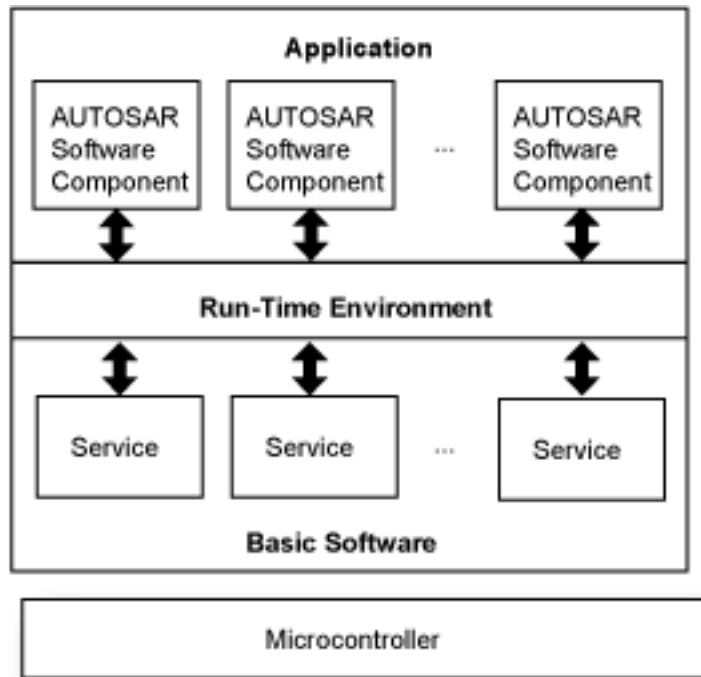 Application
AUTOSAR AUTOSAR AUTOSAR
Software Software ... Software
Component Component Component
Run-Time Environment
Service Service ... Service
Basic Software
Microcontroller